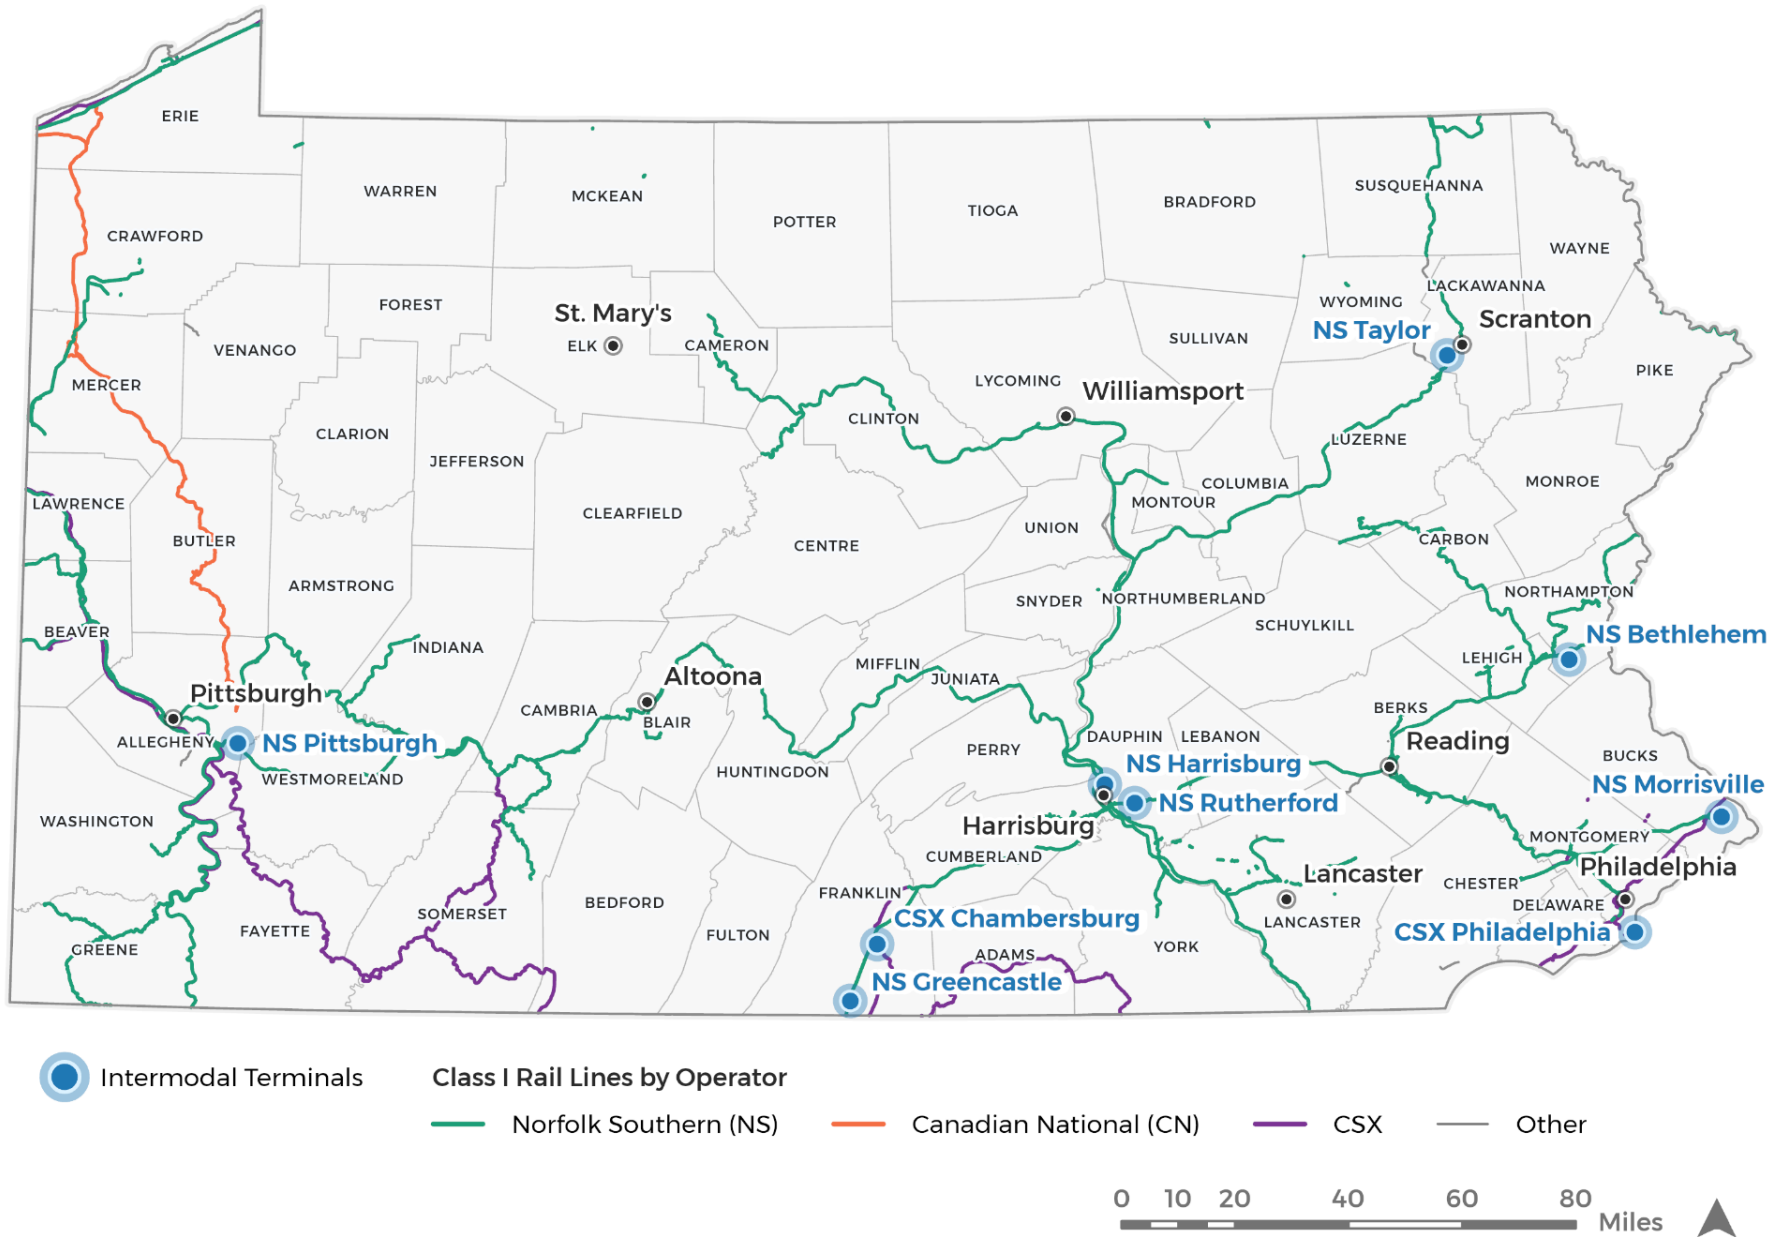 ERIE
WARREN
MCKEAN
POTTER
TIOGA
BRADFORD
SUSQUEHANNA
WAYNE
CRAWFORD
FOREST
St. Mary's
ELK
CAMERON
VENANGO
MERCER
LYCOMING
Williamsport
SULLIVAN
WYOMING
LACKAWANNA
NS Taylor
Scranton
PIKE
CLINTON
LUZERNE
CLARION
JEFFERSON
LAWRENCE
CLEARFIELD
BUTLER
CENTRE
UNION
MONTOUR
COLUMBIA
MONROE
CARBON
ARMSTRONG
SNYDER
NORTHUMBERLAND
NORTHAMPTON
SCHUYLKILL
BEAVER
INDIANA
NS Bethlehem
LEHIGH
MIFFLIN
JUNIATA
Altoona
Pittsburgh
CAMBRIA
BLAIR
BERKS
ALLEGHENY
NS Pittsburgh
WESTMORELAND
HUNTINGDON
PERRY
DAUPHIN
LEBANON
Reading
BUCKS
NS Harrisburg
NS Rutherford
NS Morrisville
WASHINGTON
Harrisburg
CUMBERLAND
MONTGOMERY
Philadelphia
Lancaster
CHESTER
FRANKLIN
BEDFORD
SOMERSET
FAYETTE
GREENE
FULTON
CSX Chambersburg
LANCASTER
DELAWARE
CSX Philadelphia
YORK
ADAMS
NS Greencastle
Intermodal Terminals
Class I Rail Lines by Operator
Norfolk Southern (NS)
Canadian National (CN)
CSX
Other
0 10 20 40 60 80
Miles